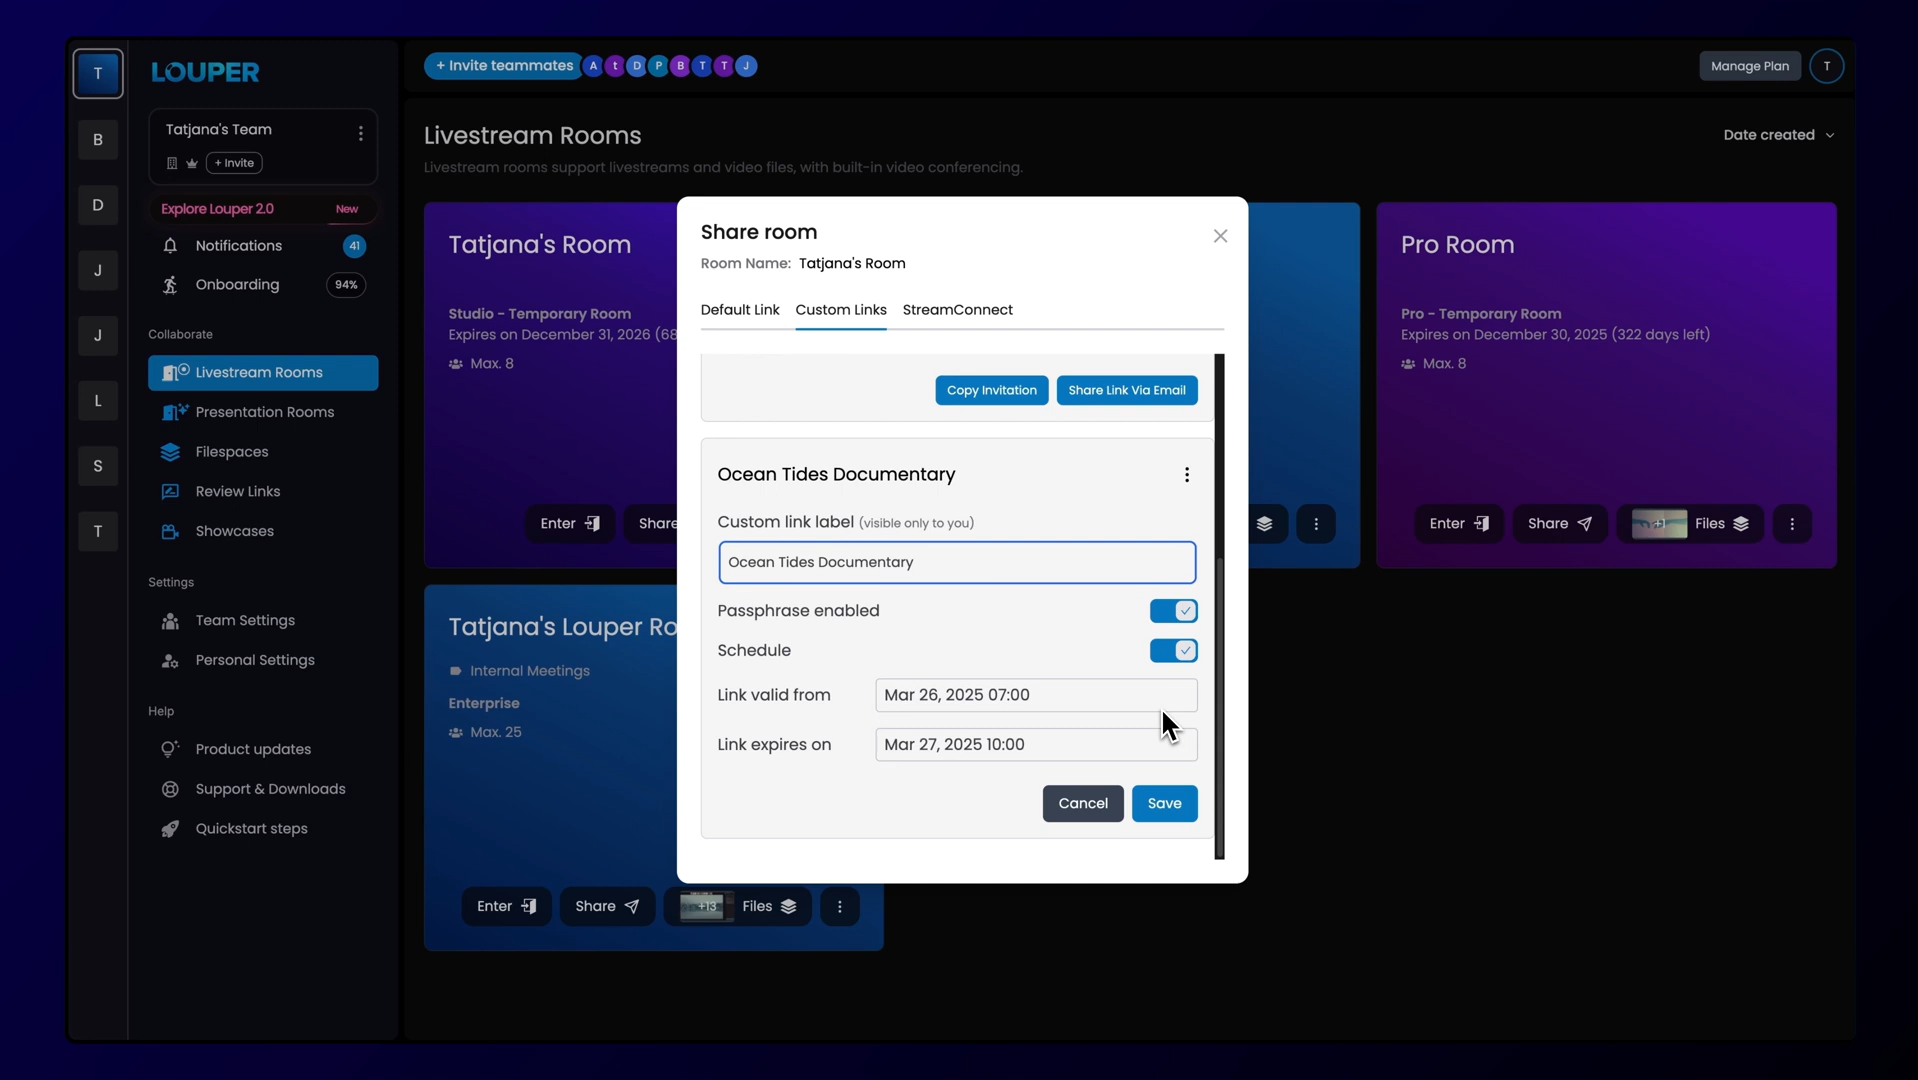 T
LOUPER
+ Invite teammates
A
t
D
P
B
T
T
J
Manage Plan
T
B
D
J
J
L
S
T
Tatjana's Team
+ Invite
Explore Louper 2.0
New
Notifications
41
Onboarding
94%
Collaborate
Livestream Rooms
Presentation Rooms
Filespaces
Review Links
Showcases
Settings
Team Settings
Personal Settings
Help
Product updates
Support & Downloads
Quickstart steps
Livestream Rooms
Date created
Livestream rooms support livestreams and video files, with built-in video conferencing.
Tatjana's Room
Studio - Temporary Room
Expires on December 31, 2026 (68
Max. 8
Enter
Share
Pro Room
Pro - Temporary Room
Expires on December 30, 2025 (322 days left)
Max. 8
Enter
Share
+1
Files
Tatjana's Louper Ro
Internal Meetings
Enterprise
Max. 25
Enter
Share
+13
Files
Share room
Room Name: Tatjana's Room
Default Link
Custom Links
StreamConnect
Copy Invitation
Share Link Via Email
Ocean Tides Documentary
Custom link label (visible only to you)
Ocean Tides Documentary
Passphrase enabled
Schedule
Link valid from
Mar 26, 2025 07:00
Link expires on
Mar 27, 2025 10:00
Cancel
Save